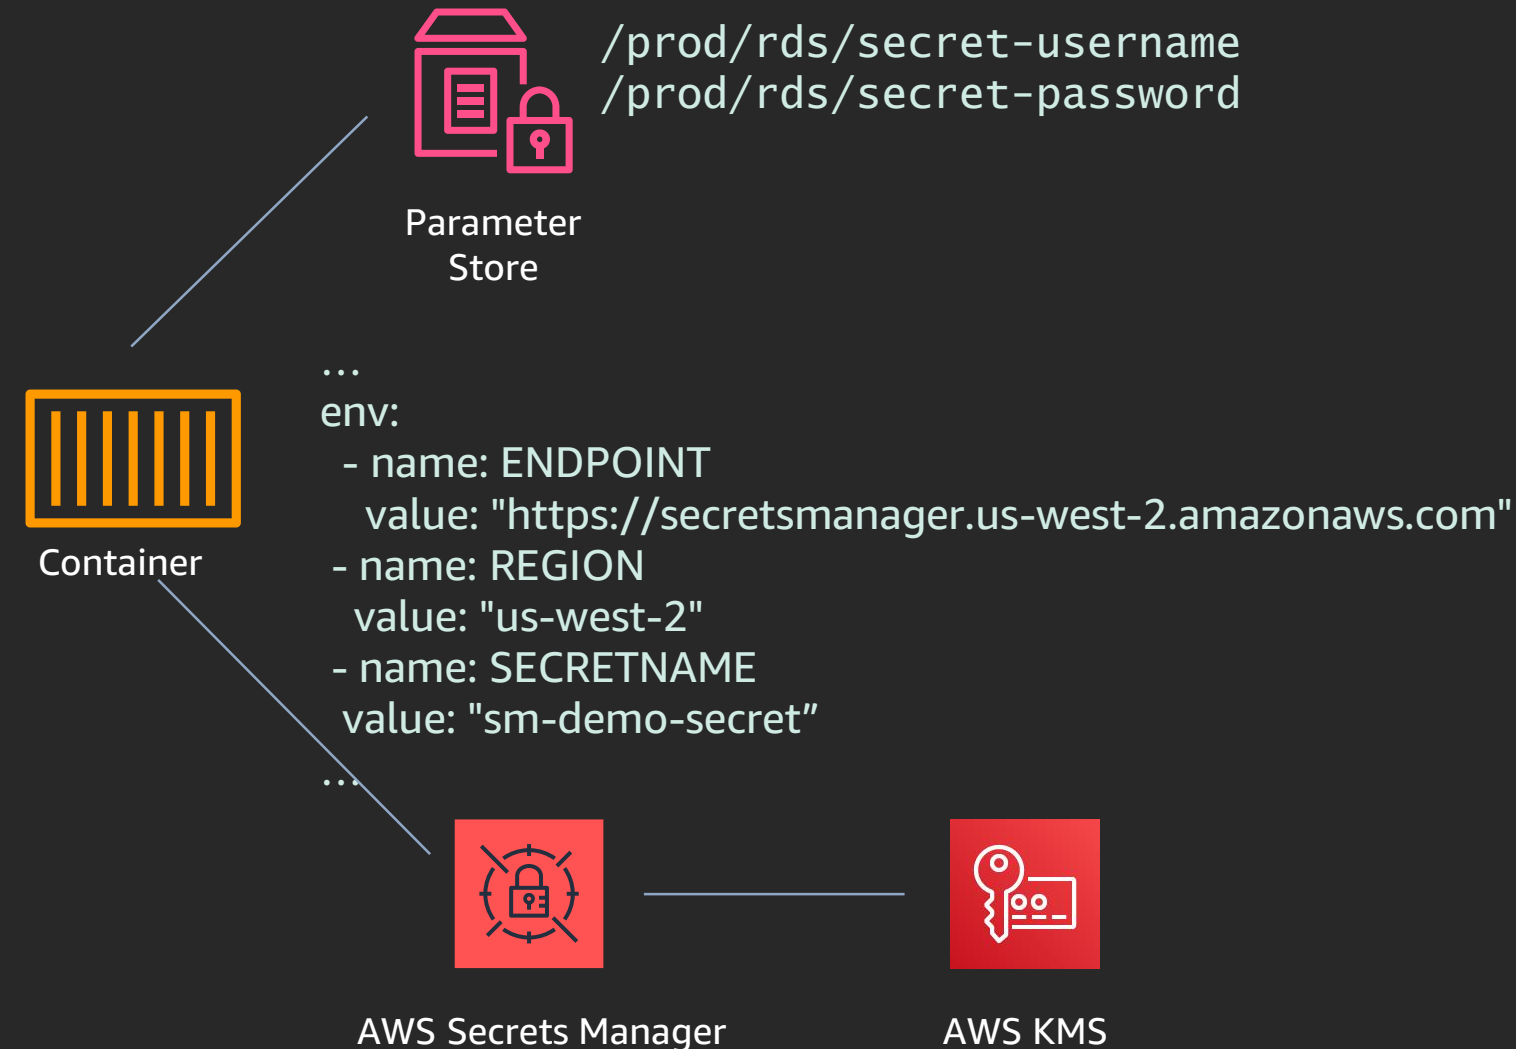 /prod/rds/secret-username
/prod/rds/secret-password
Parameter
Store
...
env:
- name: ENDPOINT
value: "https://secretsmanager.us-west-2.amazonaws.com"
- name: REGION
value: "us-west-2"
- name: SECRETNAME
value: "sm-demo-secret”
...
Container
AWS Secrets Manager
AWS KMS